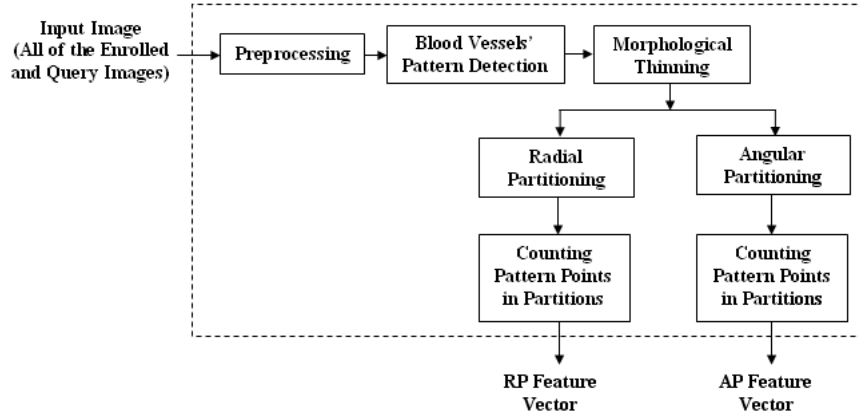 Input Image
(All of the Enrolled
and Query Images)
Preprocessing
Blood Vessels'
Pattern Detection
Morphological
Thinning
Radial
Partitioning
Angular
Partitioning
Counting
Pattern Points
in Partitions
Counting
Pattern Points
in Partitions
RP Feature
Vector
AP Feature
Vector